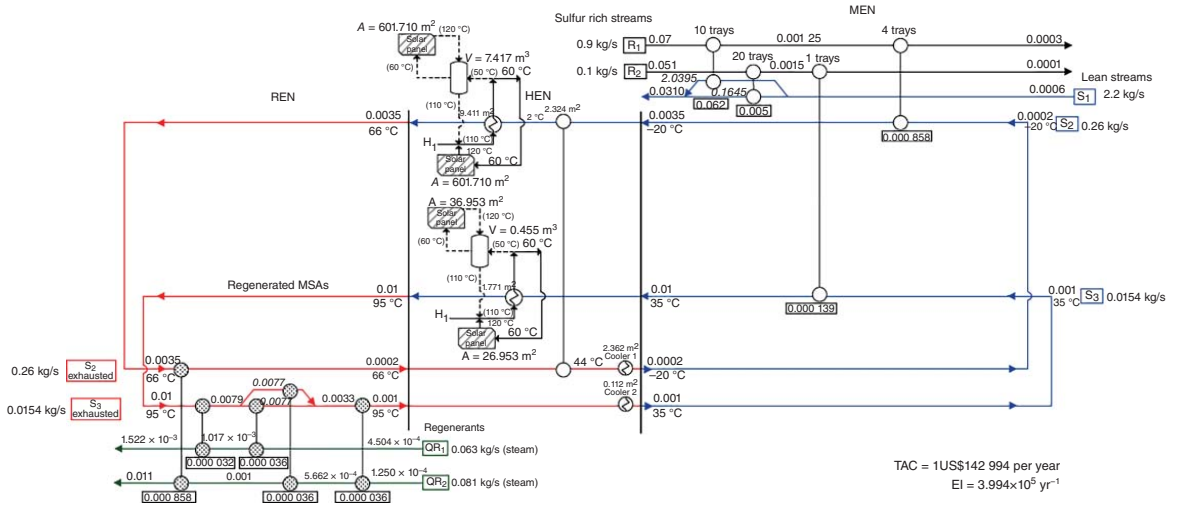 MEN
Sulfur rich streams
A = 601.710 m² (120 °C)
Solar panel
(60 °C)
V = 7.417 m³
(50 °C) 60 °C
10 trays
4 trays
0.9 kg/s R₁ 0.07 0.001 25 0.0003
20 trays 1 trays
0.1 kg/s R₂ 0.051 0.0015 0.0001
Lean streams
2.0395
0.0310 0.1645 0.0006 S₁ 2.2 kg/s
0.062 0.005
REN
HEN
(110 °C)
9.411 m² 2 °C 2.324 m²
0.0035 0.0035 0.0002 S₂ 0.26 kg/s
66 °C –20 °C –20 °C
0.000 858
H₁ (110 °C)
120 °C
Solar panel
60 °C
A = 601.710 m²
A = 36.953 m²
Solar panel
(120 °C)
(60 °C)
V = 0.455 m³
(50 °C) 60 °C
(110 °C)
1.771 m²
Regenerated MSAs
0.01 0.01 0.001 S₃ 0.0154 kg/s
95 °C 35 °C 35 °C
0.000 139
H₁ (110 °C)
120 °C
Solar panel
60 °C
A = 26.953 m²
2.362 m²
Cooler 1
0.26 kg/s S₂ exhausted 0.0035 0.0002 44 °C 0.0002
66 °C 66 °C –20 °C
0.112 m²
Cooler 2
0.0077
0.0154 kg/s S₃ exhausted 0.01 0.0079 0.0077 0.0033 0.001 0.001
95 °C 95 °C 35 °C
Regenerants
1.522 × 10⁻³ 1.017 × 10⁻³ 4.504 × 10⁻⁴ QR₁ 0.063 kg/s (steam)
0.000 032 0.000 036
0.011 0.001 5.662 × 10⁻⁴ 1.250 × 10⁻⁴ QR₂ 0.081 kg/s (steam)
0.000 858 0.000 036 0.000 036
TAC = 1US$142 994 per year
EI = 3.994×10⁵ yr⁻¹